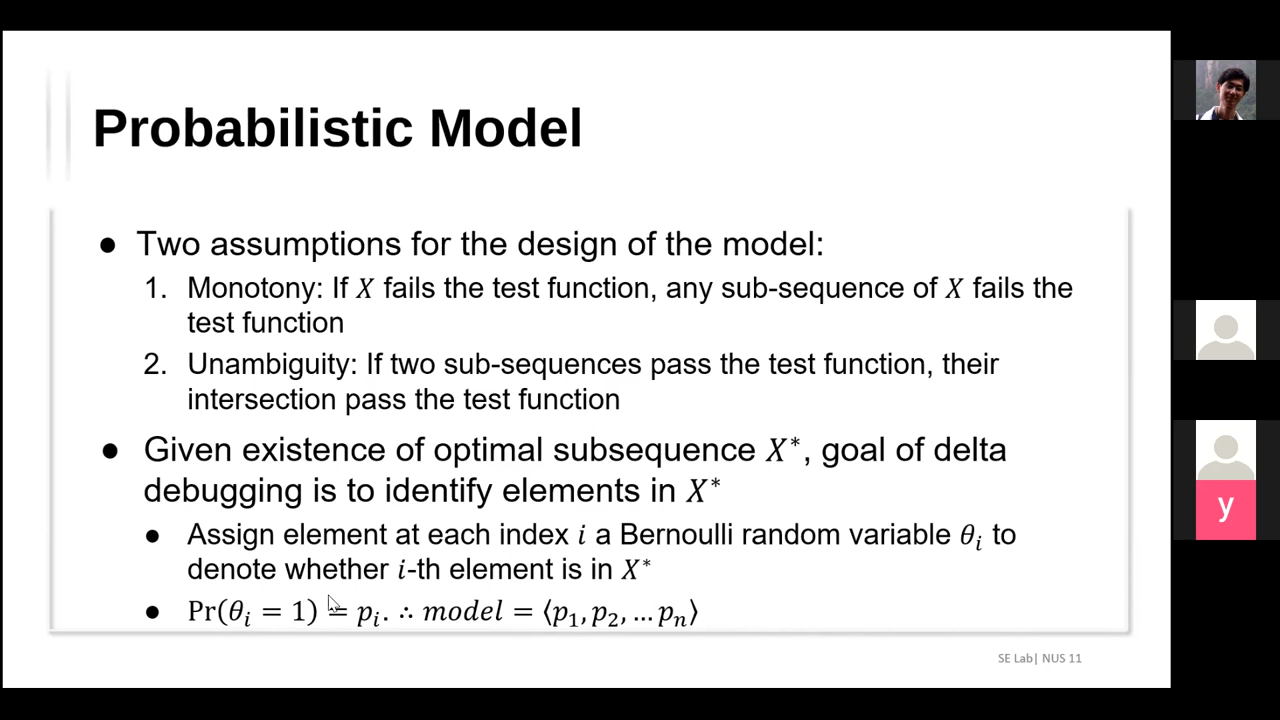 Probabilistic Model
● Two assumptions for the design of the model:
1. Monotony: If X fails the test function, any sub-sequence of X fails the
test function
2. Unambiguity: If two sub-sequences pass the test function, their
intersection pass the test function
● Given existence of optimal subsequence X*, goal of delta
debugging is to identify elements in X*
● Assign element at each index i a Bernoulli random variable θᵢ to
denote whether i-th element is in X*
● Pr(θᵢ = 1) = pᵢ. ∴ model = ⟨p₁, p₂, … pₙ⟩
SE Lab| NUS 11
y